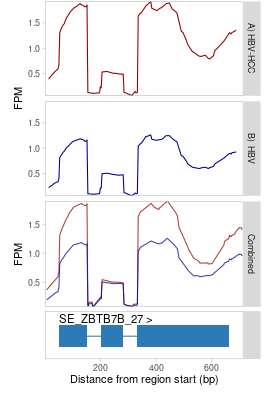 1.5
1.0
0.5
A) HBV-HCC
FPM
1.5
1.0
0.5
B) HBV
1.5
1.0
0.5
Combined
FPM
SE_ZBTB7B_27 >
200
400
600
Distance from region start (bp)